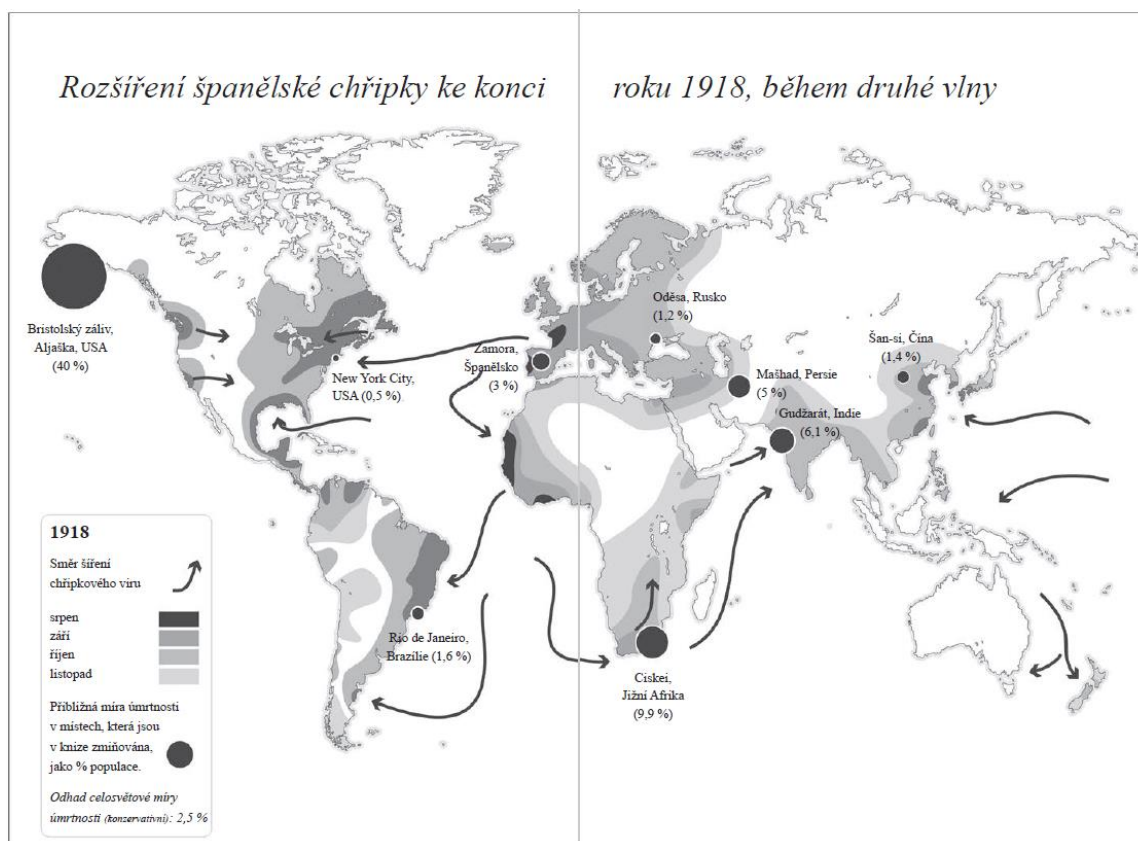 Rozšíření španělské chřipky ke konci roku 1918, během druhé vlny
Bristolský záliv,
Aljaška, USA
(40 %)
New York City,
USA (0,5 %)
Zamora,
Španělsko
(3 %)
Oděsa, Rusko
(1,2 %)
Mašhad, Persie
(5 %)
Gudžarát, Indie
(6,1 %)
Šan-si, Čína
(1,4 %)
Río de Janeiro,
Brazílie (1,6 %)
Ciskei,
Jižní Afrika
(9,9 %)
1918
Směr šíření
chřipkového viru
srpen
září
říjen
listopad
Přibližná míra úmrtnosti
v místech, která jsou
v knize zmiňována,
jako % populace.
Odhad celosvětové míry
úmrtnosti (konzervativní): 2,5 %